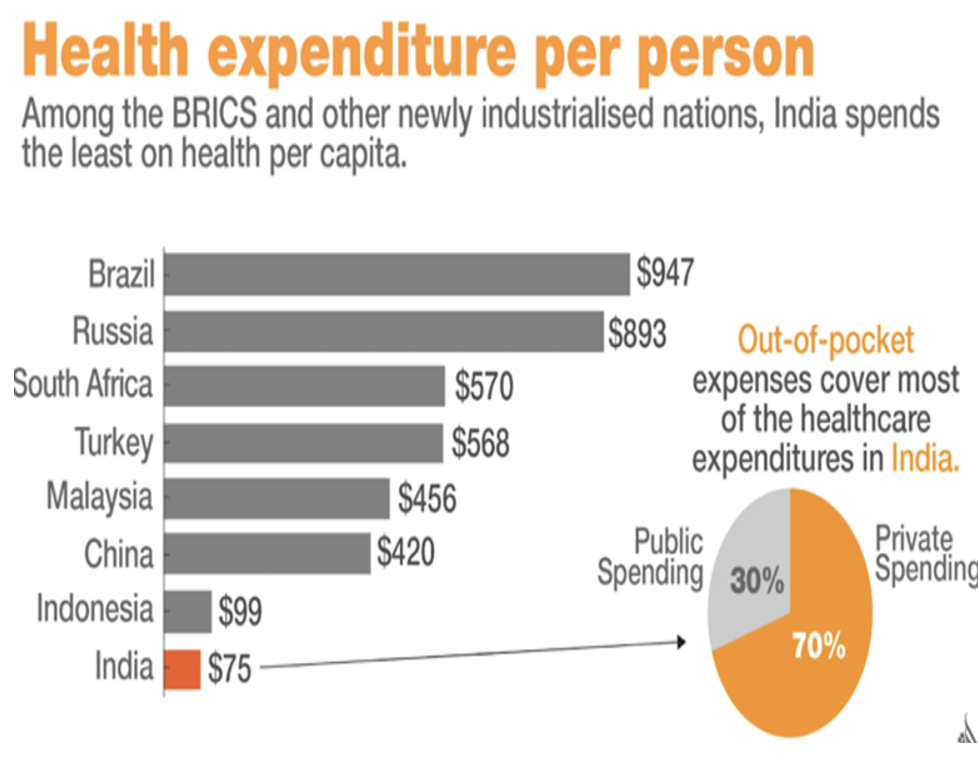 Health expenditure per person
Among the BRICS and other newly industrialised nations, India spends
the least on health per capita.
Brazil $947
Russia $893
South Africa $570
Turkey $568
Malaysia $456
China $420
Indonesia $99
India $75
Out-of-pocket
expenses cover most
of the healthcare
expenditures in India.
Public
Spending
30%
Private
Spending
70%